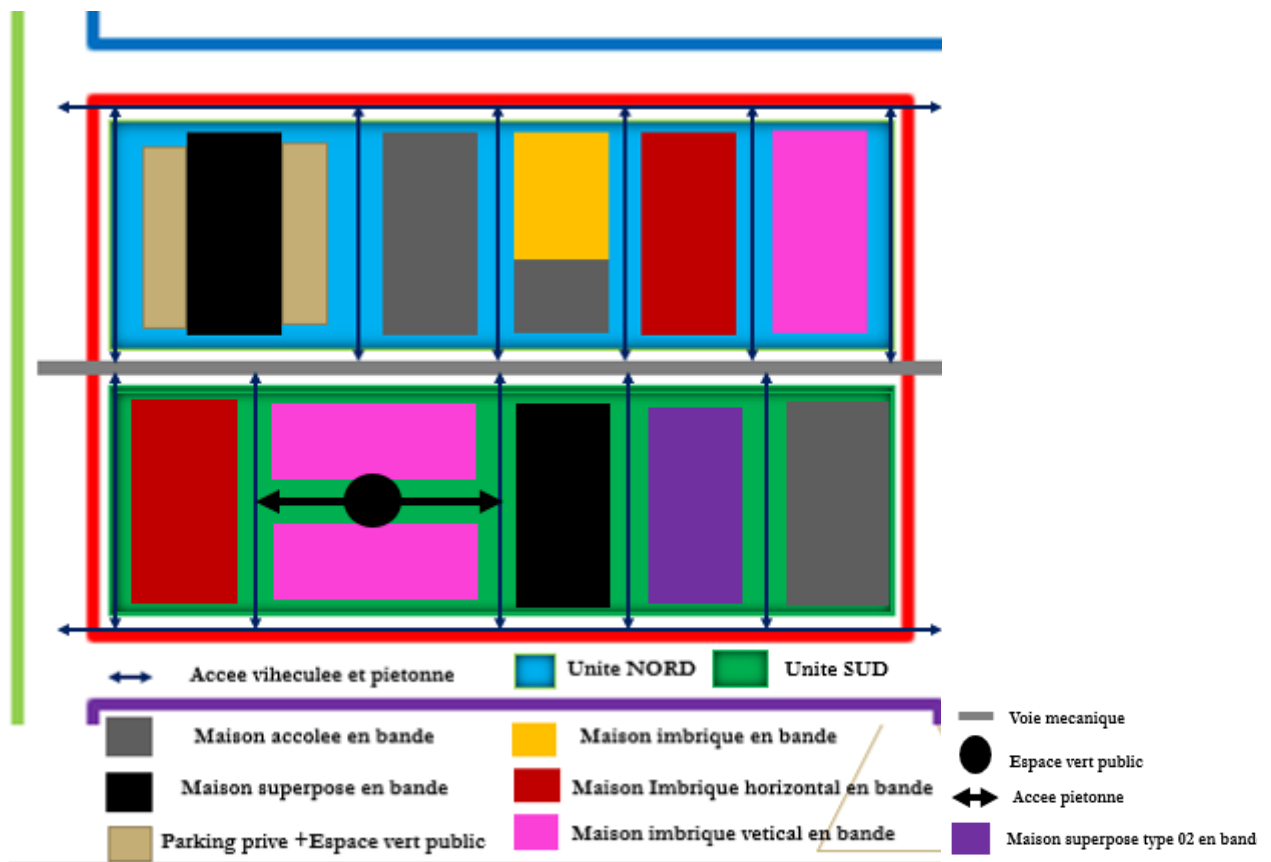 Accee viheculee et pietonne
Unite NORD
Unite SUD
Maison accolee en bande
Maison imbrique en bande
Voie mecanique
Espace vert public
Maison superpose en bande
Maison Imbrique horizontal en bande
Accee pietonne
Parking prive +Espace vert public
Maison imbrique vetical en bande
Maison superpose type 02 en band